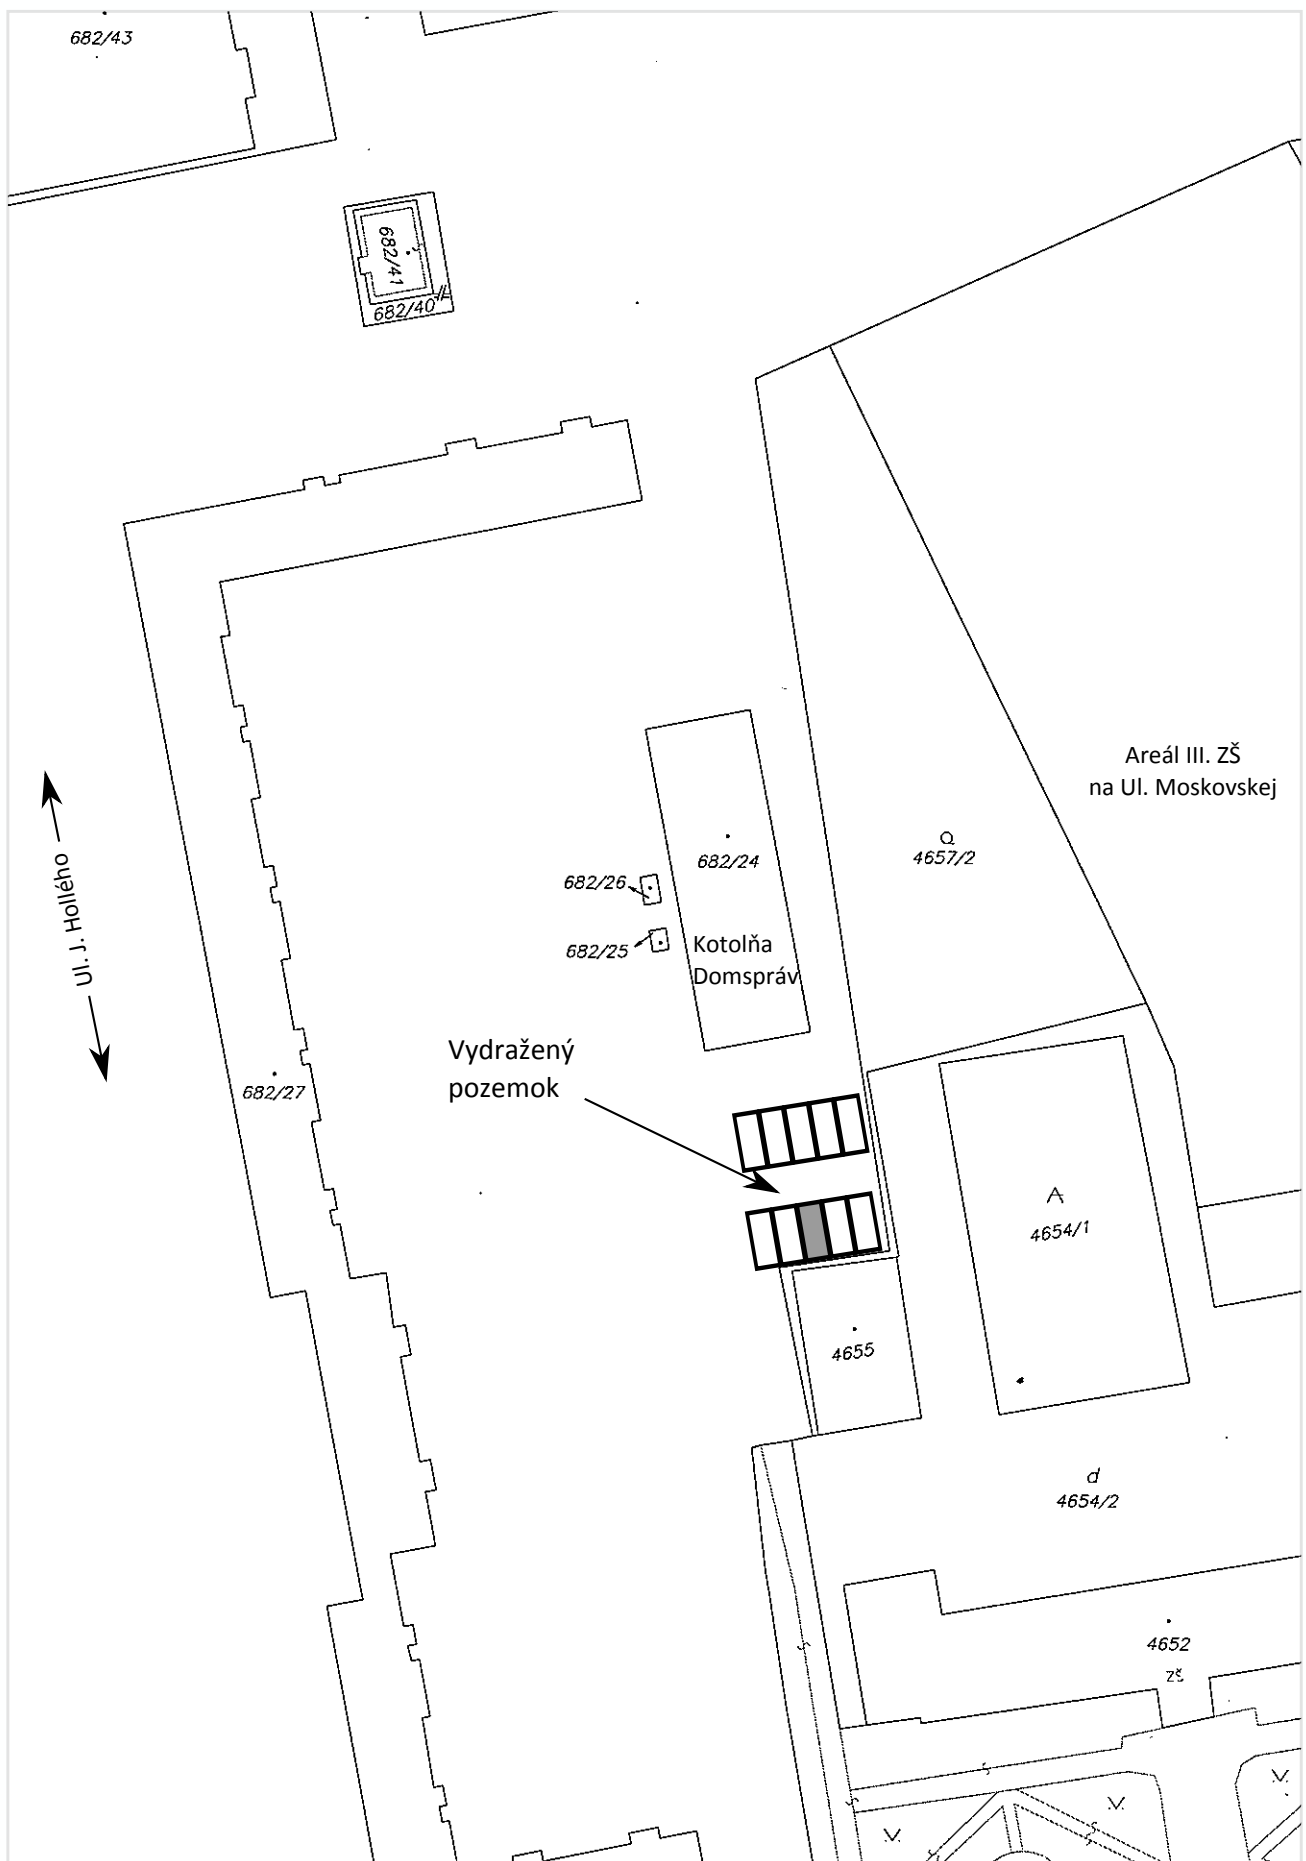 682/43
682/41
682/40
Areál III. ZŠ
na Ul. Moskovskej
682/24
4657/2
682/26
682/25
Kotolňa
Domspráv
Ul. J. Hollého
Vydražený
pozemok
682/27
A
4654/1
4655
d
4654/2
4652
ZŠ